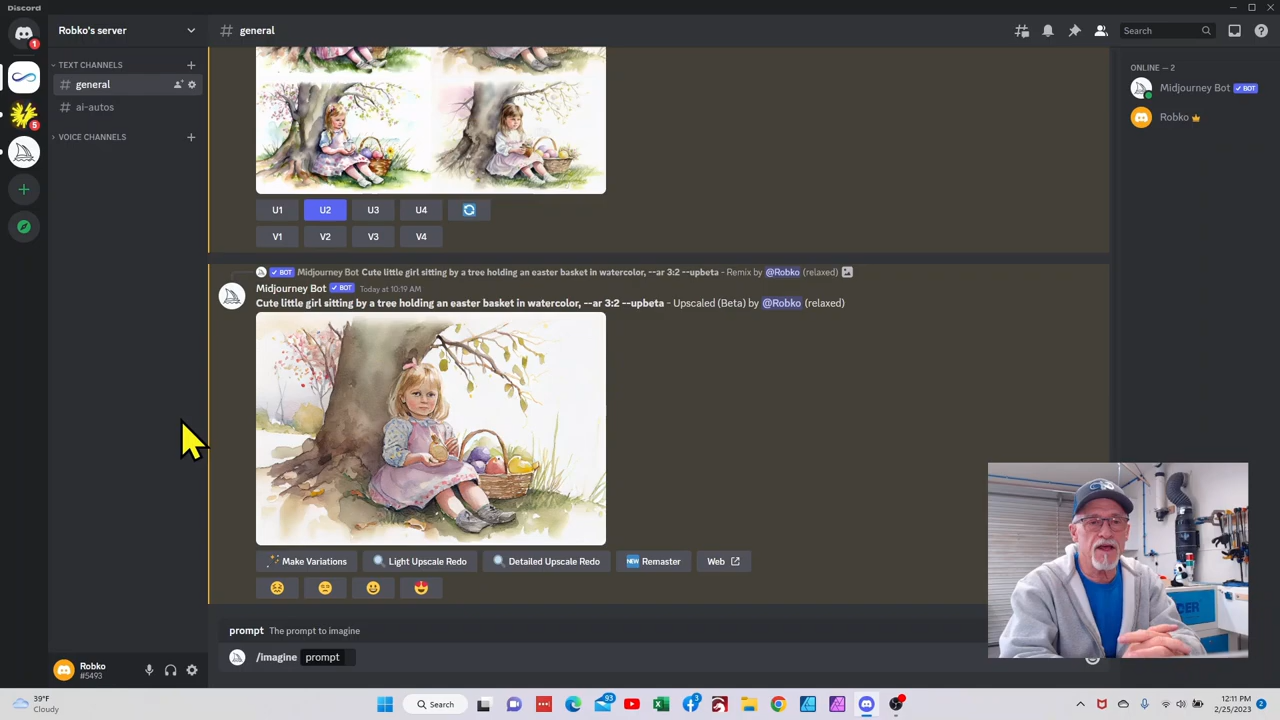 Discord
Robko's server
general
Search
TEXT CHANNELS
general
ai-autos
VOICE CHANNELS
1
5
ONLINE — 2
Midjourney Bot BOT
Robko
U1 U2 U3 U4
V1 V2 V3 V4
BOT Midjourney Bot Cute little girl sitting by a tree holding an easter basket in watercolor, --ar 3:2 --upbeta - Remix by @Robko (relaxed)
Midjourney Bot BOT Today at 10:19 AM
Cute little girl sitting by a tree holding an easter basket in watercolor, --ar 3:2 --upbeta - Upscaled (Beta) by @Robko (relaxed)
Make Variations Light Upscale Redo Detailed Upscale Redo NEW Remaster Web
prompt The prompt to imagine
/imagine prompt
Robko
#5493
39°F
Cloudy
Search
93
3
12:11 PM
2/25/2023
2